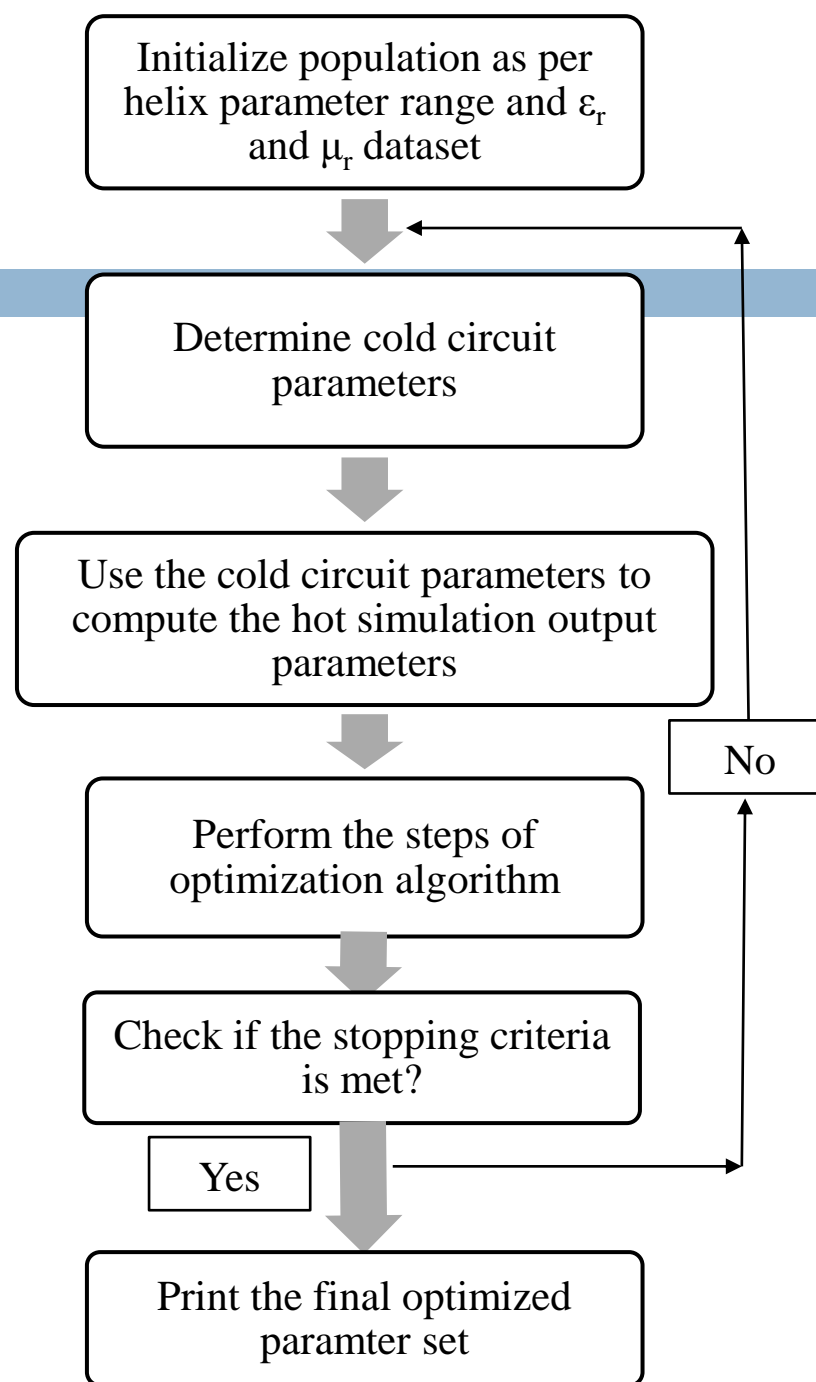 Initialize population as per
helix parameter range and εr
and μr dataset
Determine cold circuit
parameters
Use the cold circuit parameters to
compute the hot simulation output
parameters
No
Perform the steps of
optimization algorithm
Check if the stopping criteria
is met?
Yes
Print the final optimized
paramter set